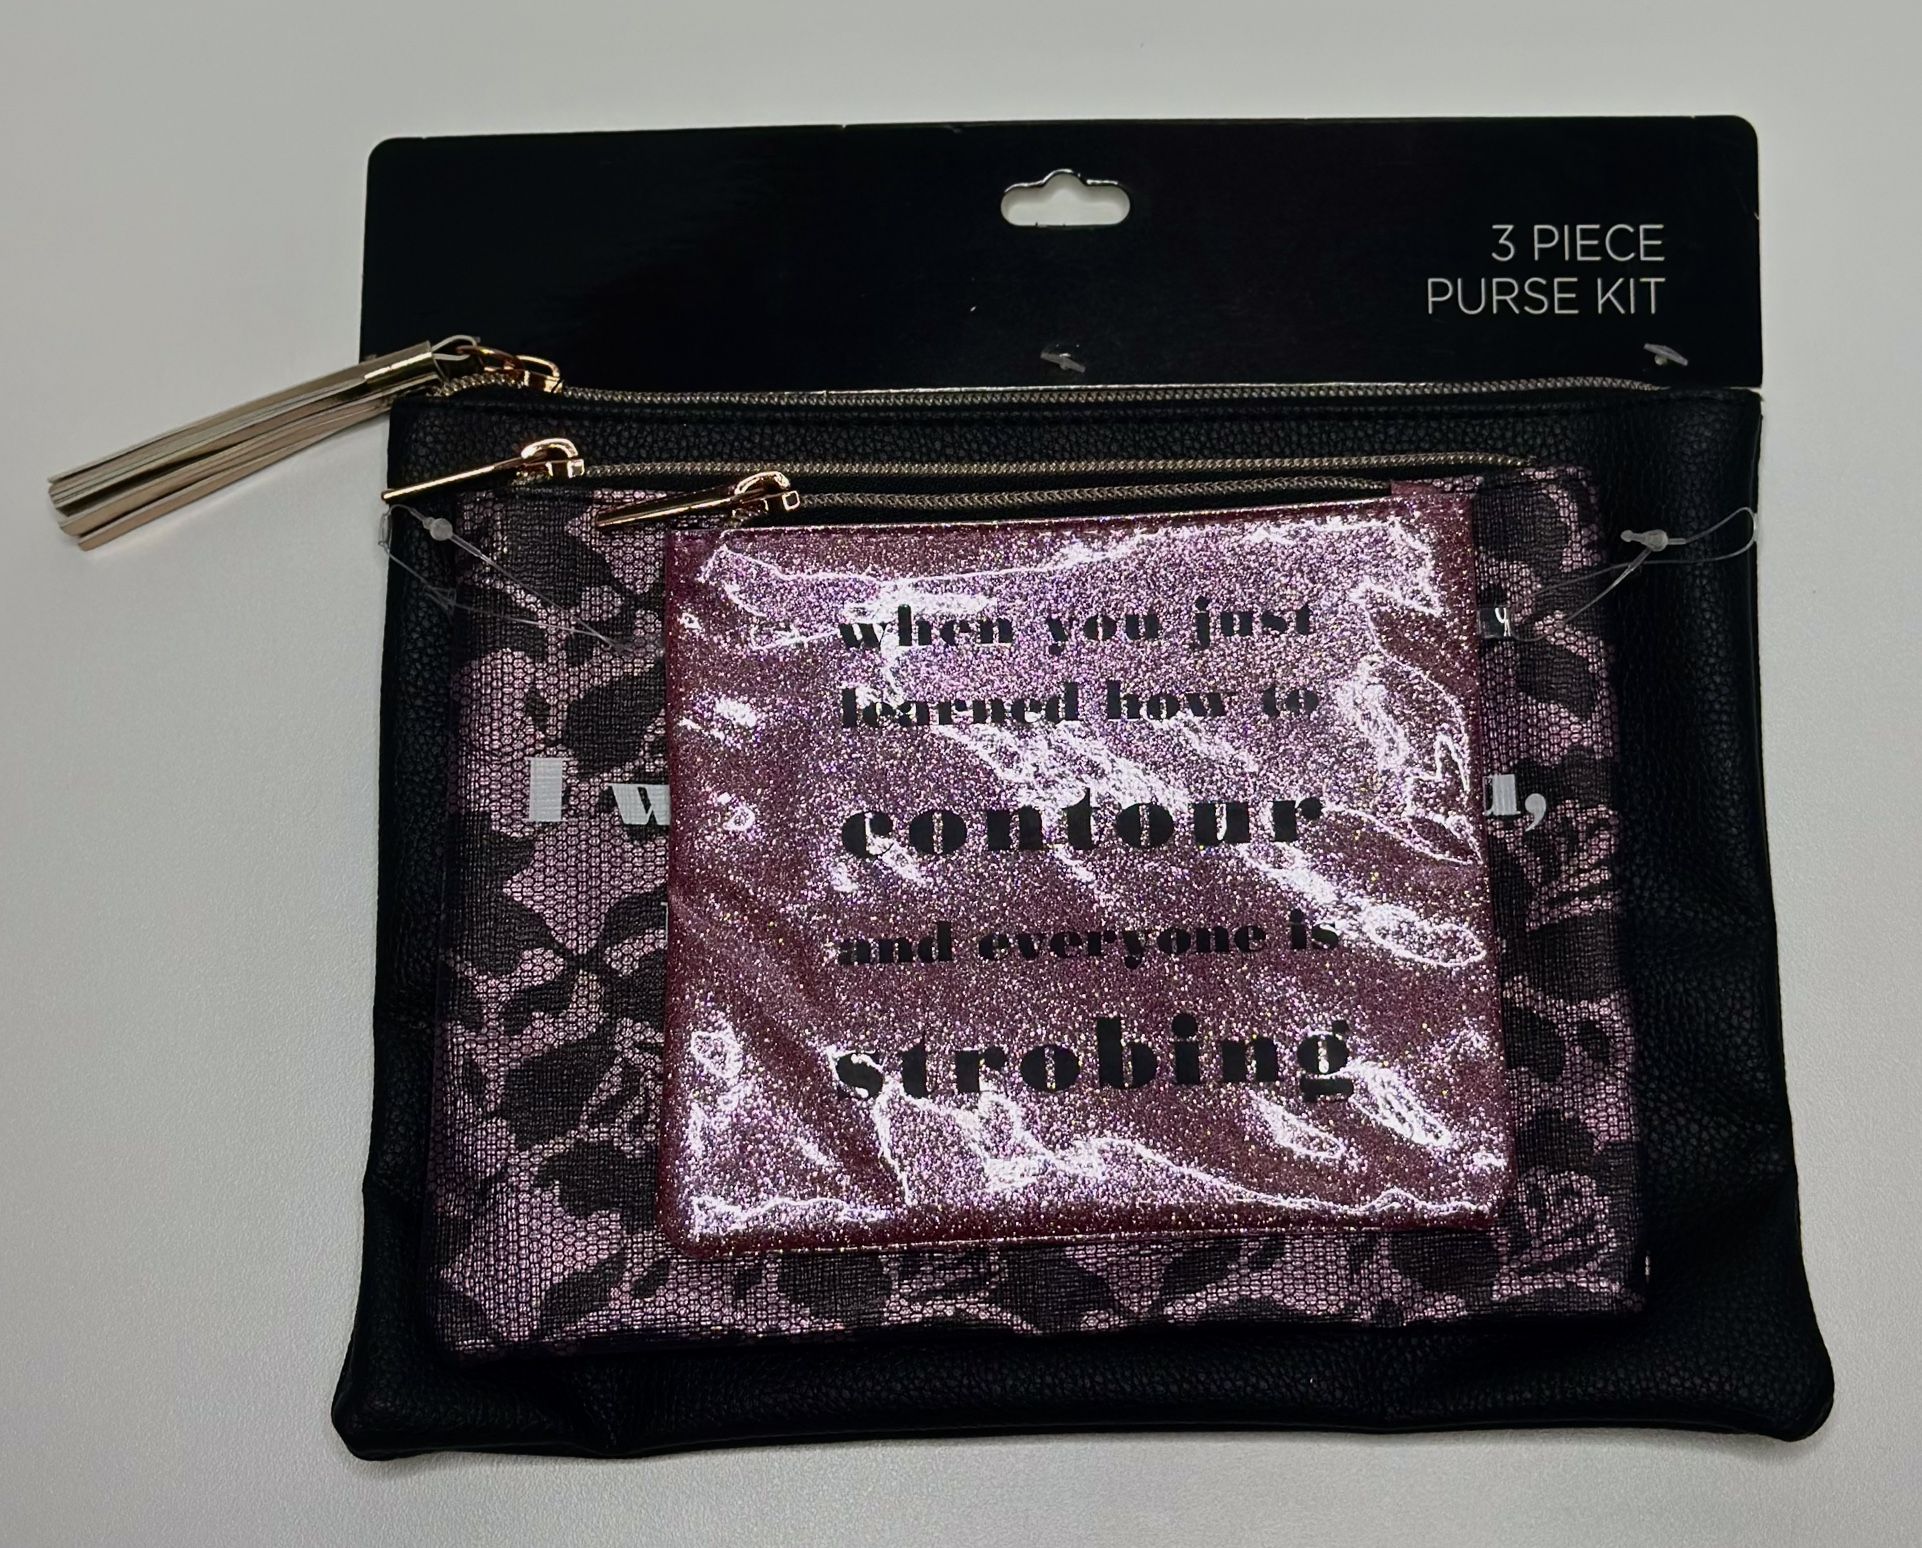 3 PIECE
PURSE KIT
when you just
learned how to
contour
and everyone is
strobing
I